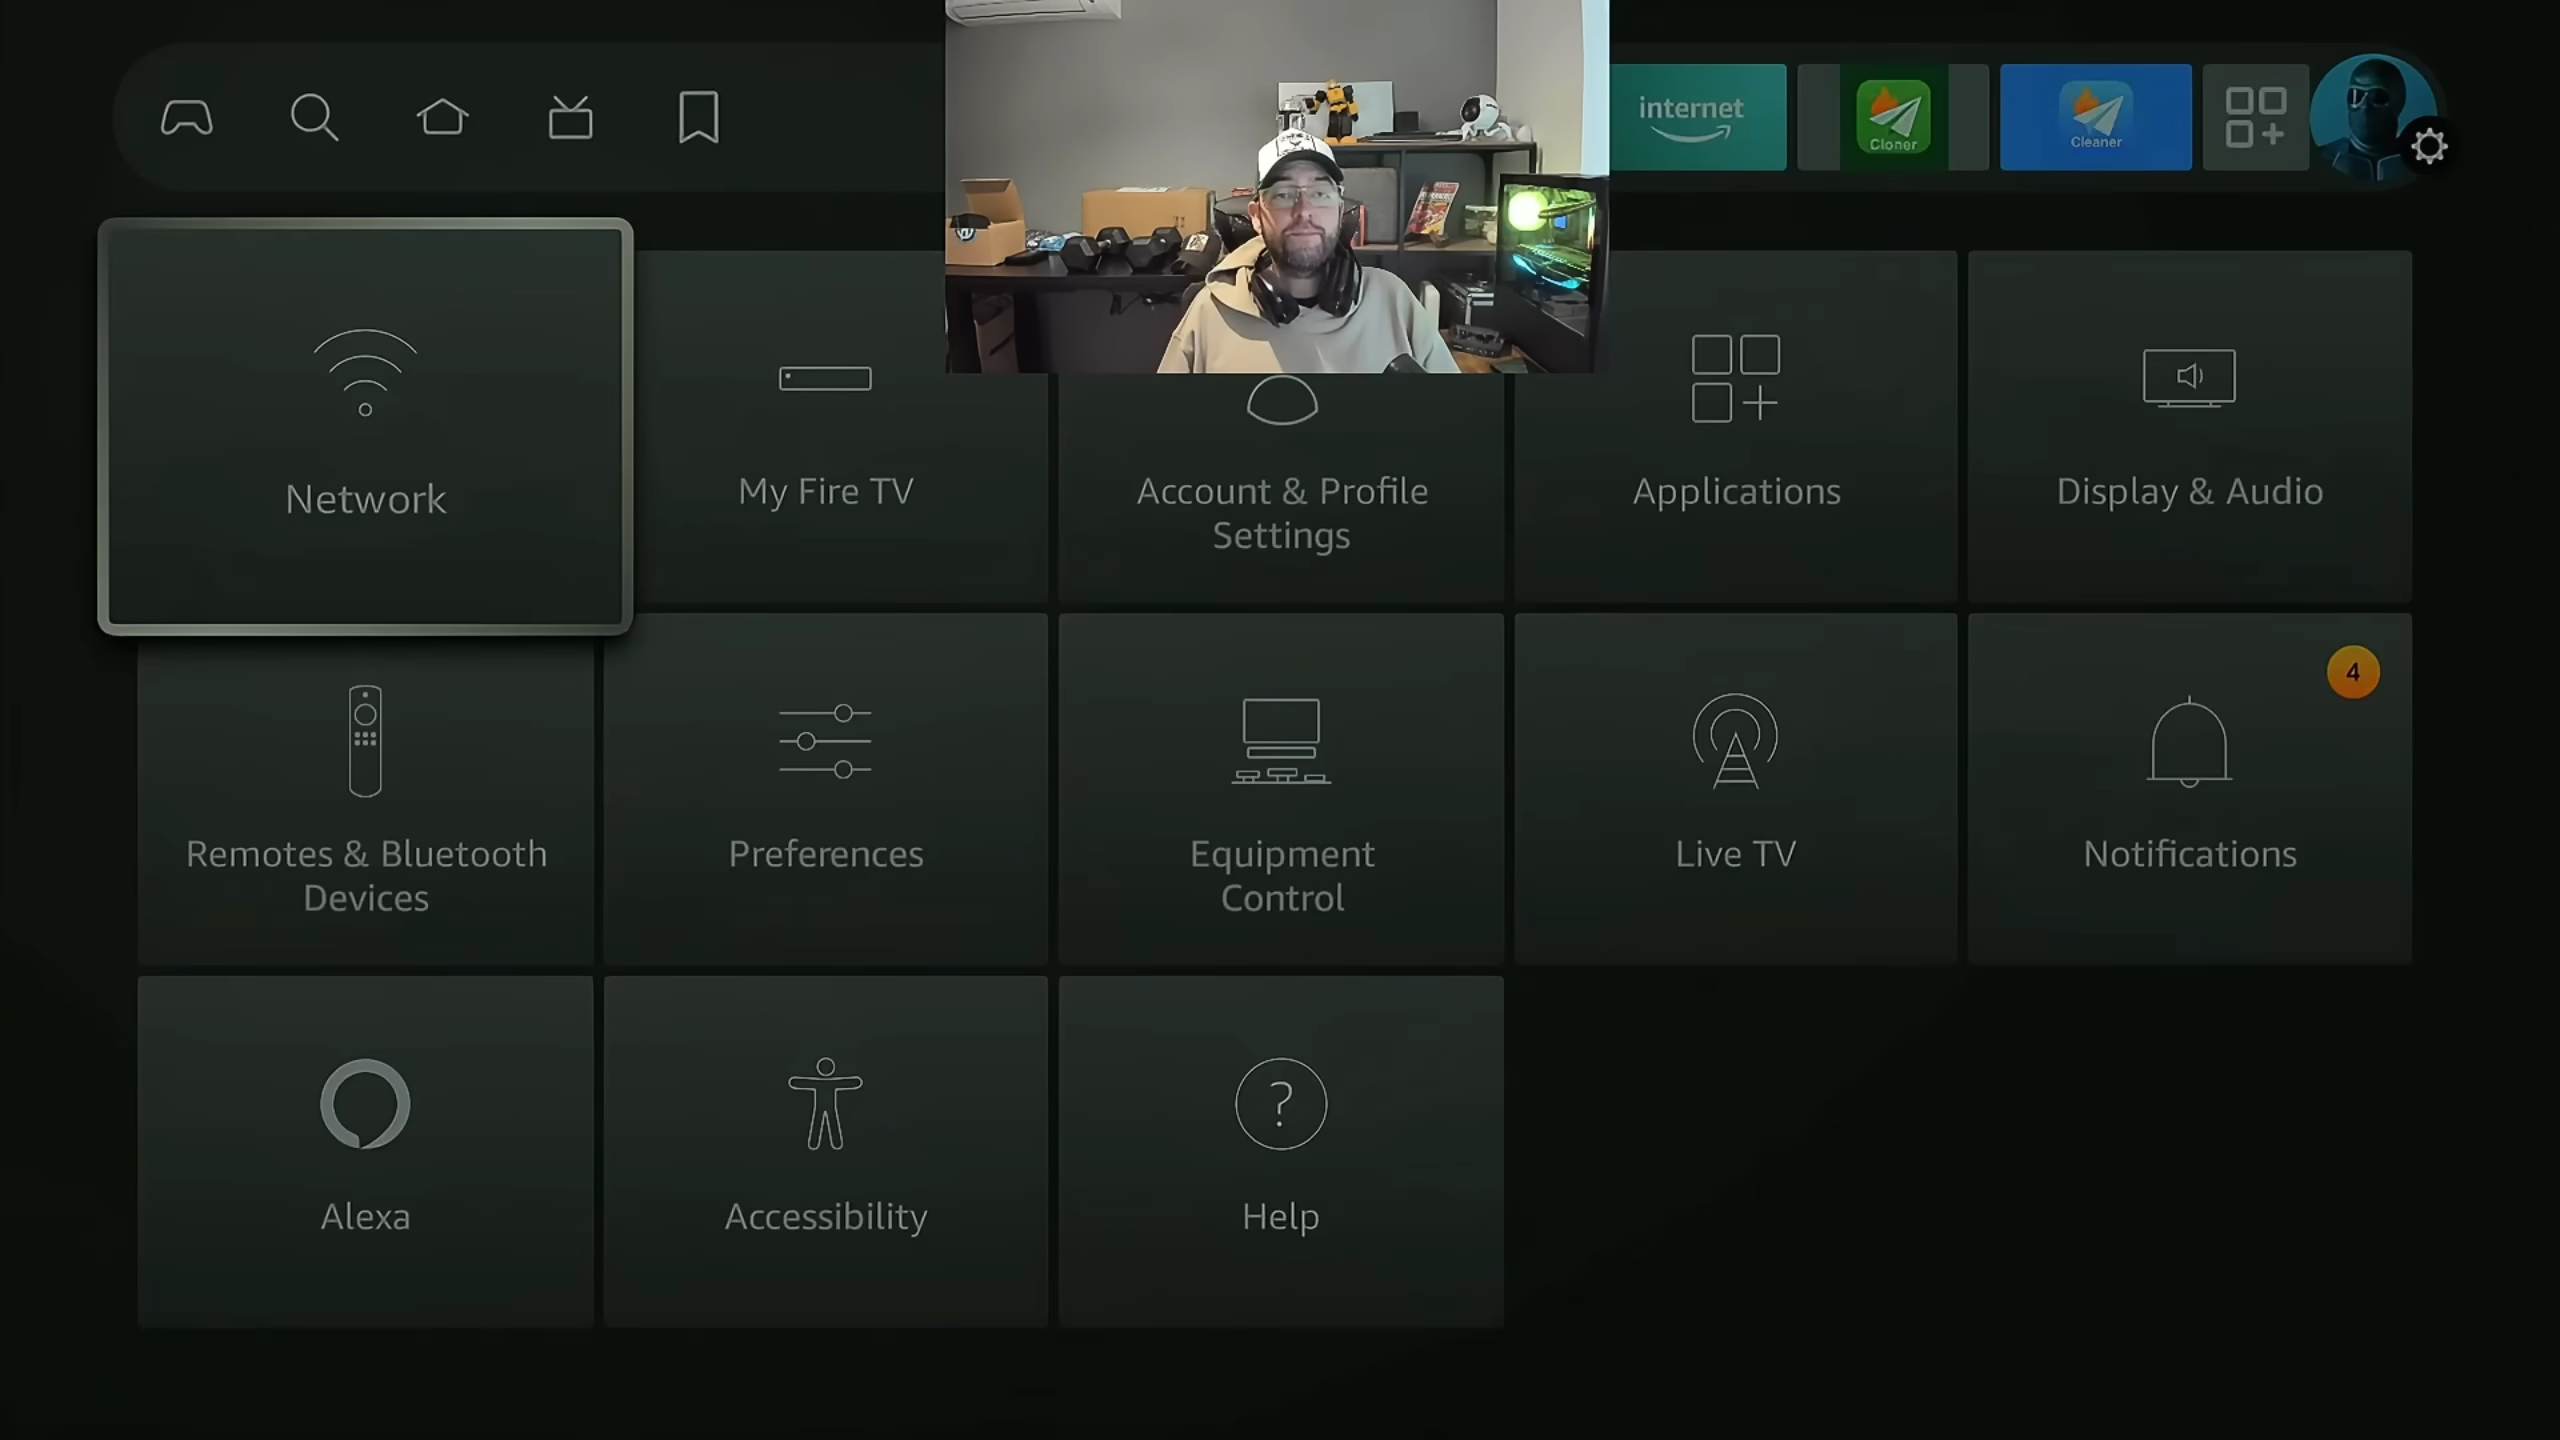 internet
Cloner
Cleaner
Network
My Fire TV
Account & Profile
Settings
Applications
Display & Audio
Remotes & Bluetooth
Devices
Preferences
Equipment
Control
Live TV
4
Notifications
Alexa
Accessibility
Help